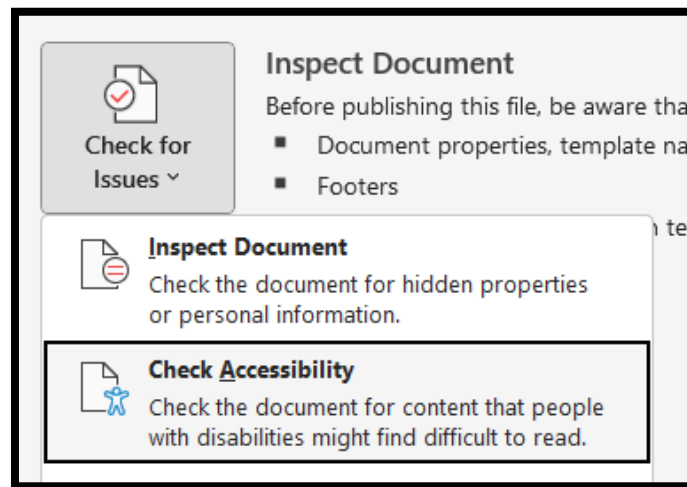 Inspect Document
Before publishing this file, be aware
Check for
Issues
Document properties, template
Footers
Inspect Document
Check the document for hidden properties
or personal information.
Check Accessibility
Check the document for content that people
with disabilities might find difficult to read.